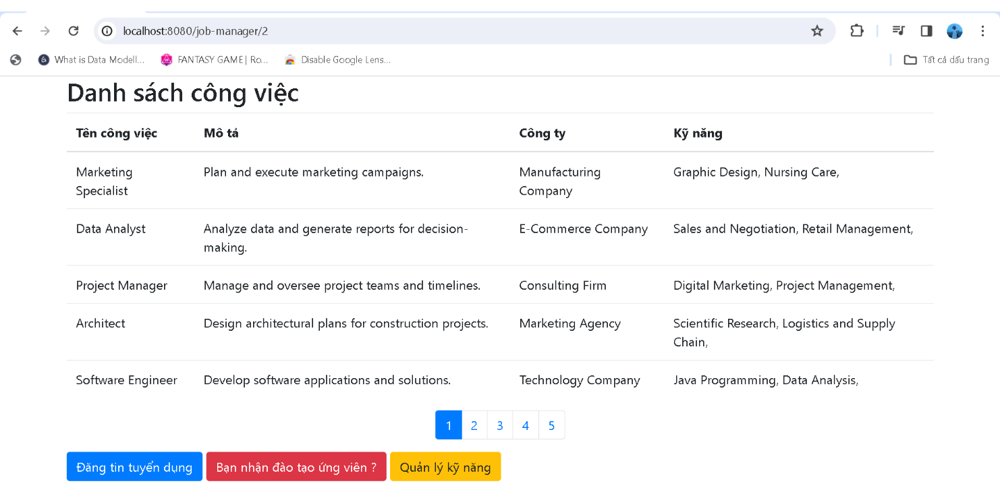 localhost:8080/job-manager/2
What is Data Modell... FANTASY GAME | Ro... Disable Google Lens... Tất cả dấu trang
Danh sách công việc
Tên công việc Mô tả Công ty Kỹ năng
Marketing Plan and execute marketing campaigns. Manufacturing Graphic Design, Nursing Care,
Specialist Company
Data Analyst Analyze data and generate reports for decision- E-Commerce Company Sales and Negotiation, Retail Management,
making.
Project Manager Manage and oversee project teams and timelines. Consulting Firm Digital Marketing, Project Management,
Architect Design architectural plans for construction projects. Marketing Agency Scientific Research, Logistics and Supply
Chain,
Software Engineer Develop software applications and solutions. Technology Company Java Programming, Data Analysis,
1 2 3 4 5
Đăng tin tuyển dụng Bạn nhận đào tạo ứng viên ? Quản lý kỹ năng